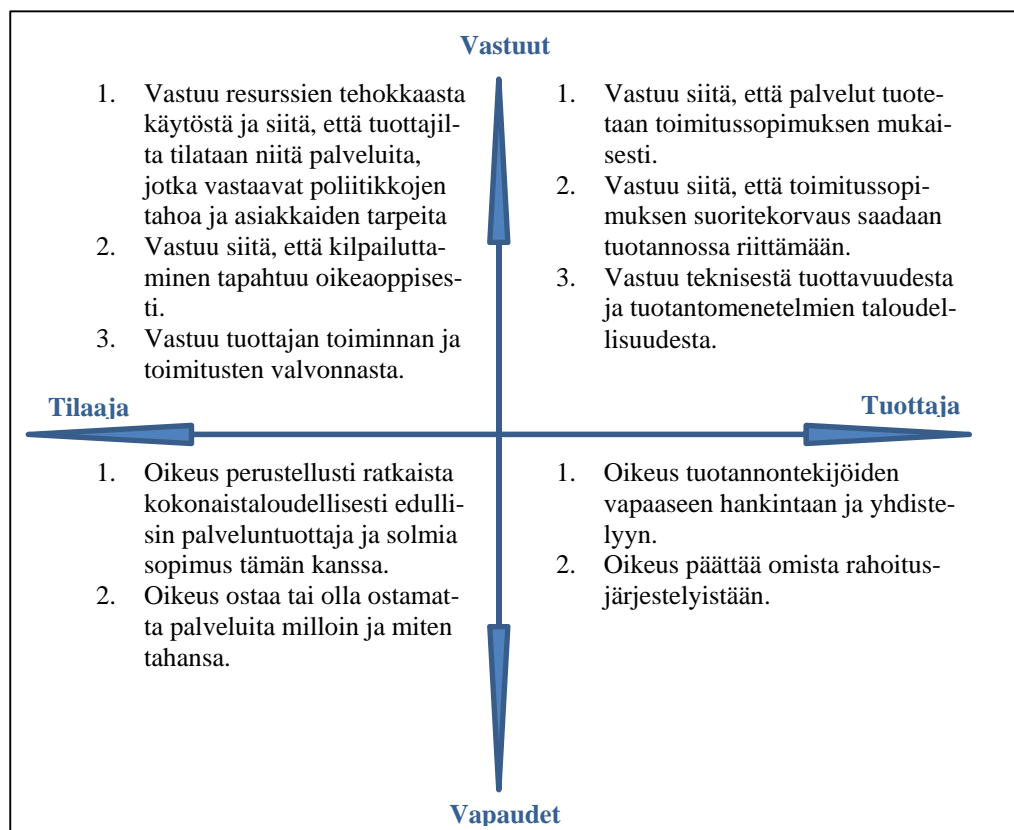 Vastuut
1. Vastuu resurssien tehokkaasta
käytöstä ja siitä, että tuottajil-
ta tilataan niitä palveluita,
jotka vastaavat poliitikkojen
tahoa ja asiakkaiden tarpeita
2. Vastuu siitä, että kilpailutta-
minen tapahtuu oikeaoppises-
ti.
3. Vastuu tuottajan toiminnan ja
toimitusten valvonnasta.
1. Vastuu siitä, että palvelut tuote-
taan toimitussopimuksen mukai-
sesti.
2. Vastuu siitä, että toimitussopi-
muksen suoritekorvaus saadaan
tuotannossa riittämään.
3. Vastuu teknisestä tuottavuudesta
ja tuotantomenetelmien taloudel-
lisuudesta.
Tilaaja
Tuottaja
1. Oikeus perustellusti ratkaista
kokonaistaloudellisesti edulli-
sin palveluntuottaja ja solmia
sopimus tämän kanssa.
2. Oikeus ostaa tai olla ostamat-
ta palveluita milloin ja miten
tahansa.
1. Oikeus tuotannontekijöiden
vapaaseen hankintaan ja yhdiste-
lyyn.
2. Oikeus päättää omista rahoitus-
järjestelyistään.
Vapaudet